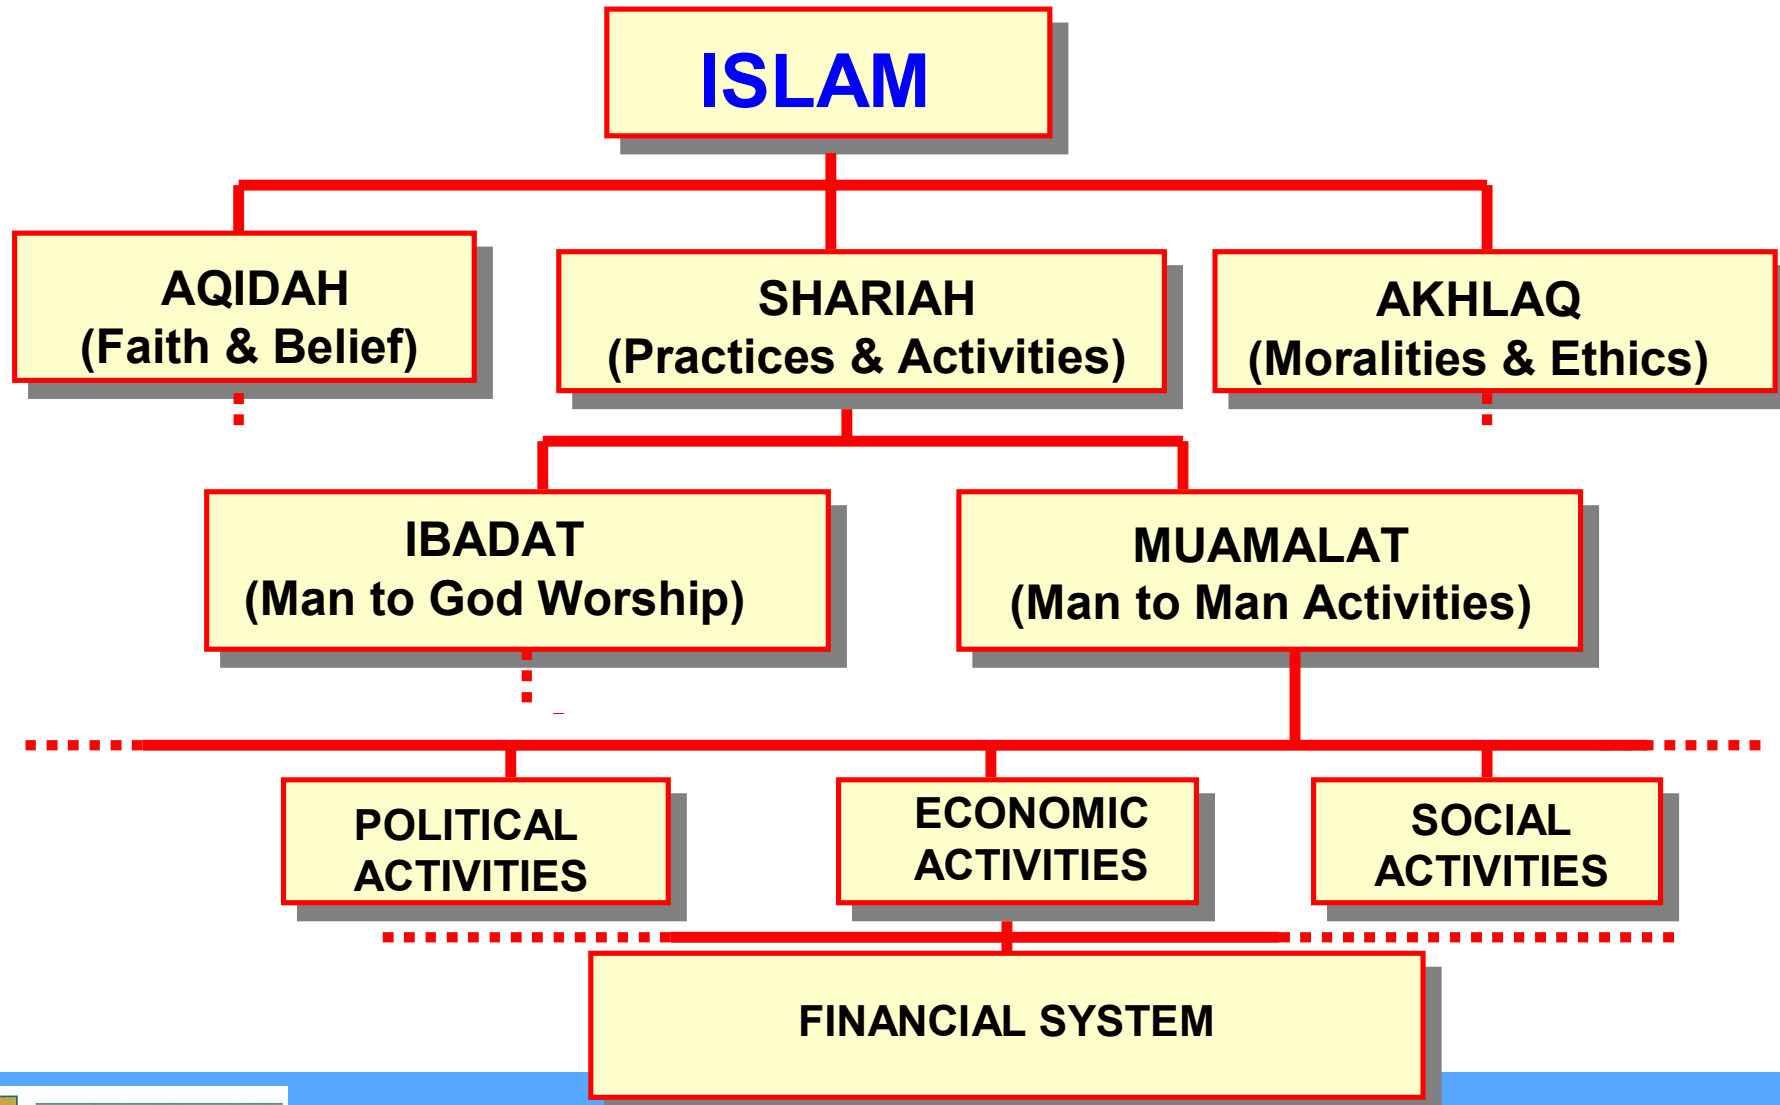 ISLAM
AQIDAH
(Faith & Belief)
SHARIAH
(Practices & Activities)
AKHLAQ
(Moralities & Ethics)
IBADAT
(Man to God Worship)
MUAMALAT
(Man to Man Activities)
POLITICAL
ACTIVITIES
ECONOMIC
ACTIVITIES
SOCIAL
ACTIVITIES
FINANCIAL SYSTEM